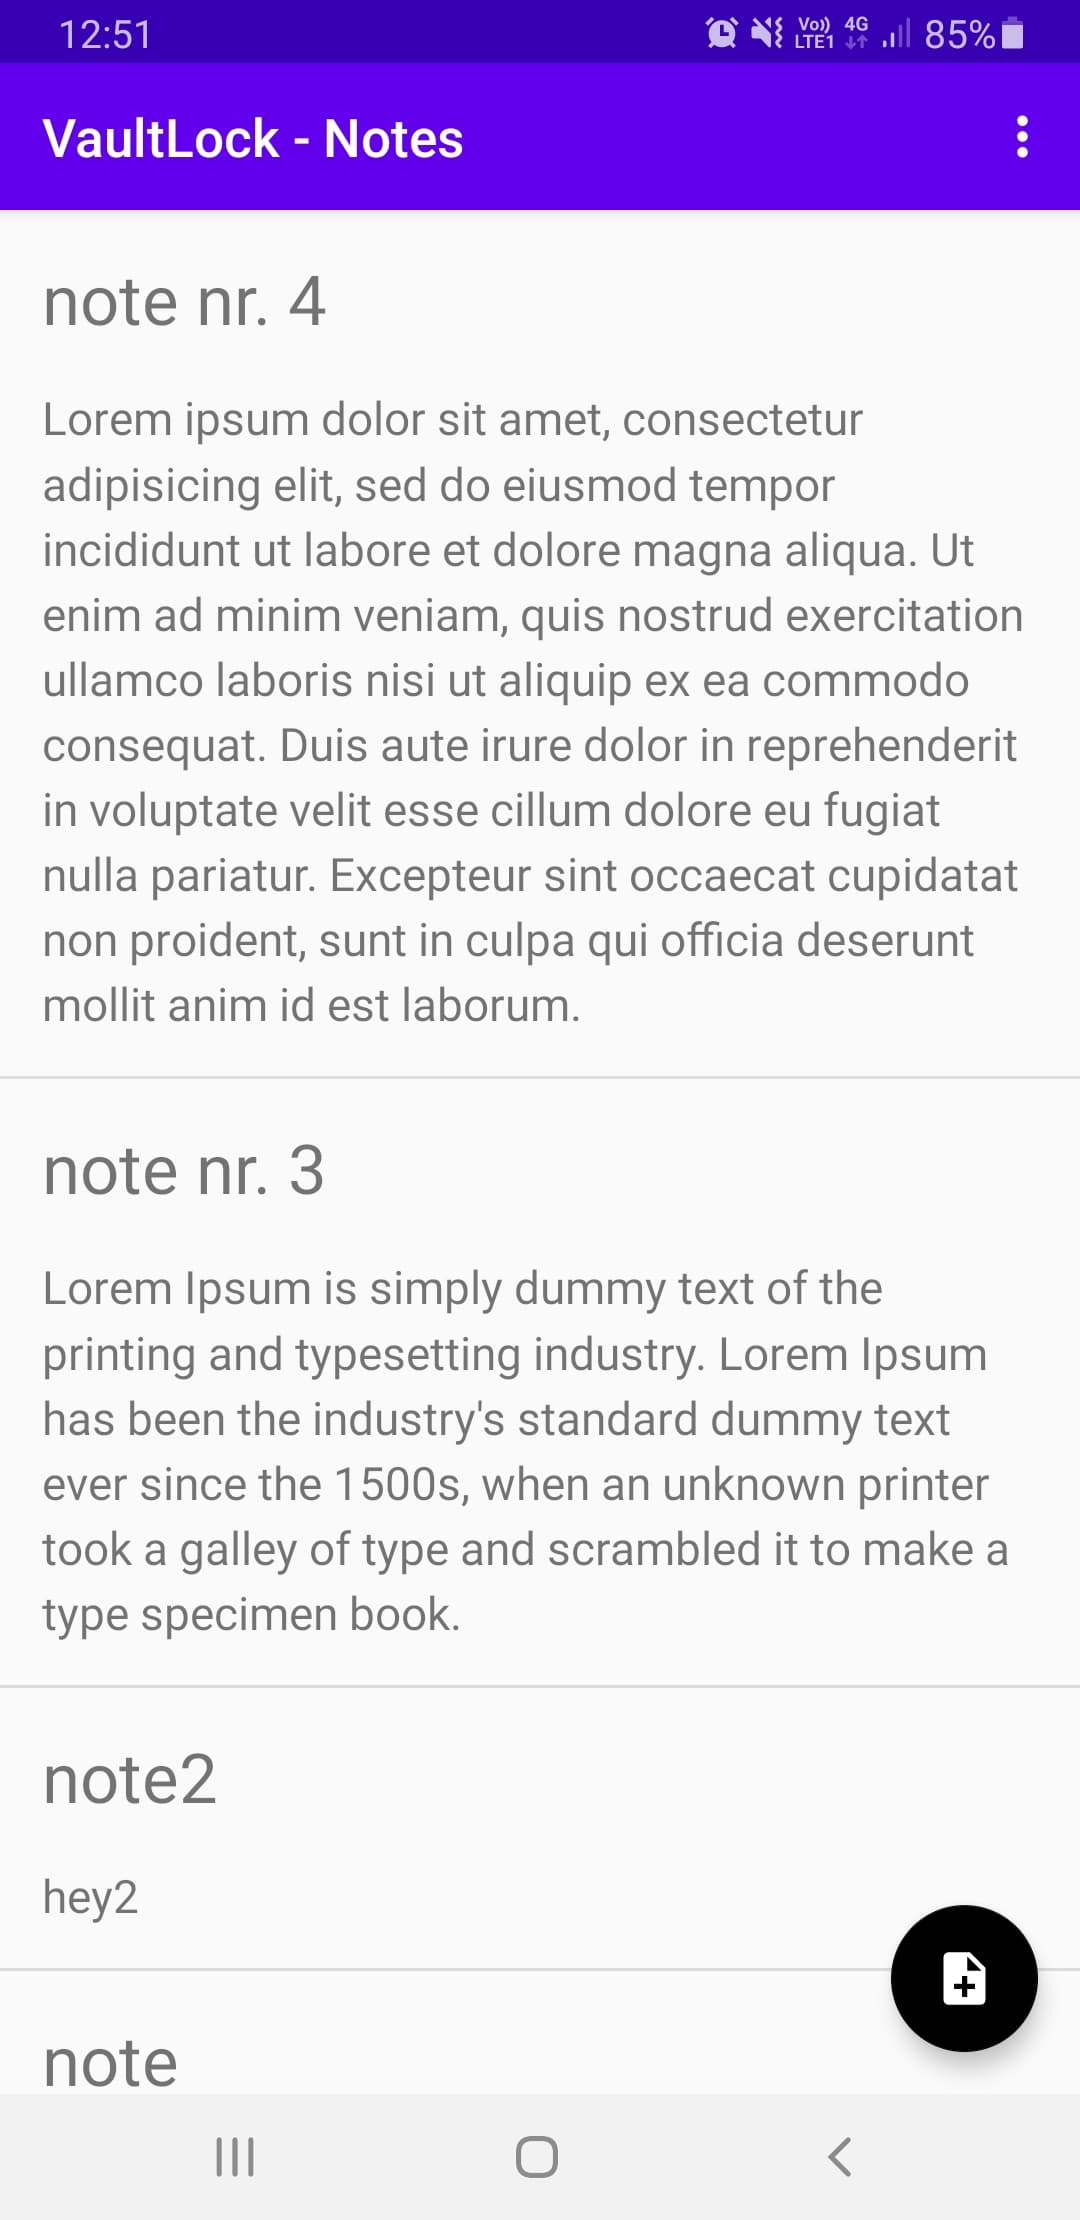 12:51
Vo)) 4G
LTE1
85%
VaultLock - Notes
note nr. 4
Lorem ipsum dolor sit amet, consectetur
adipisicing elit, sed do eiusmod tempor
incididunt ut labore et dolore magna aliqua. Ut
enim ad minim veniam, quis nostrud exercitation
ullamco laboris nisi ut aliquip ex ea commodo
consequat. Duis aute irure dolor in reprehenderit
in voluptate velit esse cillum dolore eu fugiat
nulla pariatur. Excepteur sint occaecat cupidatat
non proident, sunt in culpa qui officia deserunt
mollit anim id est laborum.
note nr. 3
Lorem Ipsum is simply dummy text of the
printing and typesetting industry. Lorem Ipsum
has been the industry's standard dummy text
ever since the 1500s, when an unknown printer
took a galley of type and scrambled it to make a
type specimen book.
note2
hey2
note